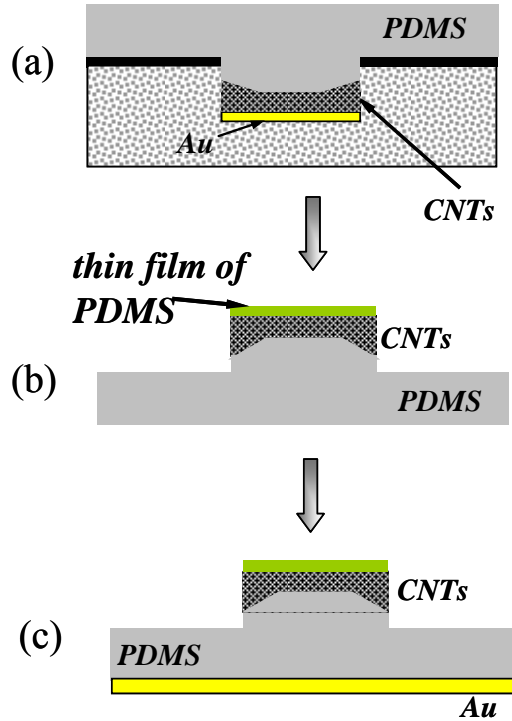 PDMS
(a)
Au
CNTs
thin film of
PDMS
CNTs
(b)
PDMS
CNTs
(c)
PDMS
Au